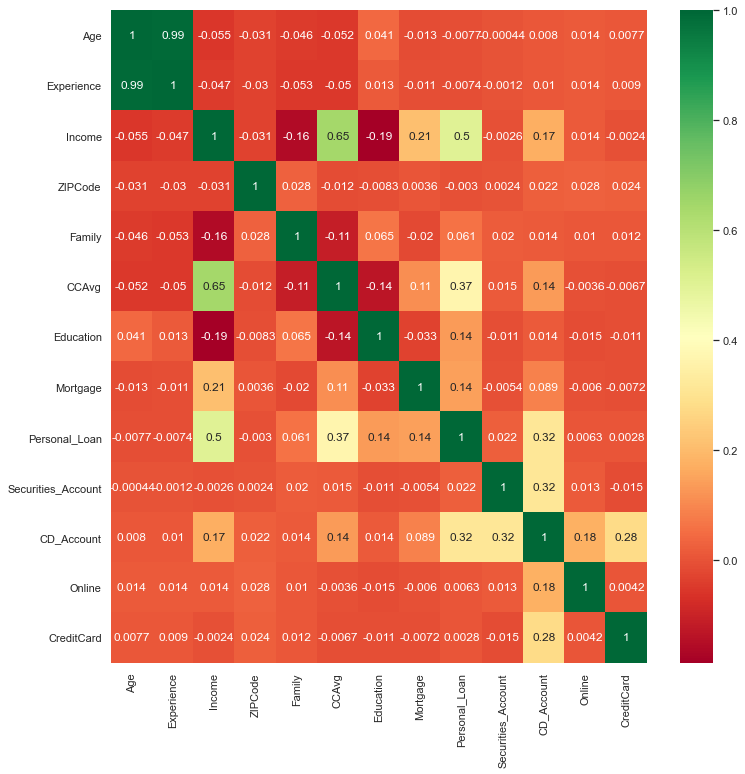 Age 1 0.99 -0.055 -0.031 -0.046 -0.052 0.041 -0.013 -0.0077 -0.00044 0.008 0.014 0.0077
Experience 0.99 1 -0.047 -0.03 -0.053 -0.05 0.013 -0.011 -0.0074 -0.0012 0.01 0.014 0.009
Income -0.055 -0.047 1 -0.031 -0.16 0.65 -0.19 0.21 0.5 -0.0026 0.17 0.014 -0.0024
ZIPCode -0.031 -0.03 -0.031 1 0.028 -0.012 -0.0083 0.0036 -0.003 0.0024 0.022 0.028 0.024
Family -0.046 -0.053 -0.16 0.028 1 -0.11 0.065 -0.02 0.061 0.02 0.014 0.01 0.012
CCAvg -0.052 -0.05 0.65 -0.012 -0.11 1 -0.14 0.11 0.37 0.015 0.14 -0.0036 -0.0067
Education 0.041 0.013 -0.19 -0.0083 0.065 -0.14 1 -0.033 0.14 -0.011 0.014 -0.015 -0.011
Mortgage -0.013 -0.011 0.21 0.0036 -0.02 0.11 -0.033 1 0.14 -0.0054 0.089 -0.006 -0.0072
Personal_Loan -0.0077 -0.0074 0.5 -0.003 0.061 0.37 0.14 0.14 1 0.022 0.32 0.0063 0.0028
Securities_Account -0.00044 -0.0012 -0.0026 0.0024 0.02 0.015 -0.011 -0.0054 0.022 1 0.32 0.013 -0.015
CD_Account 0.008 0.01 0.17 0.022 0.014 0.14 0.014 0.089 0.32 0.32 1 0.18 0.28
Online 0.014 0.014 0.014 0.028 0.01 -0.0036 -0.015 -0.006 0.0063 0.013 0.18 1 0.0042
CreditCard 0.0077 0.009 -0.0024 0.024 0.012 -0.0067 -0.011 -0.0072 0.0028 -0.015 0.28 0.0042 1
Age
Experience
Income
ZIPCode
Family
CCAvg
Education
Mortgage
Personal_Loan
Securities_Account
CD_Account
Online
CreditCard
1.0
0.8
0.6
0.4
0.2
0.0